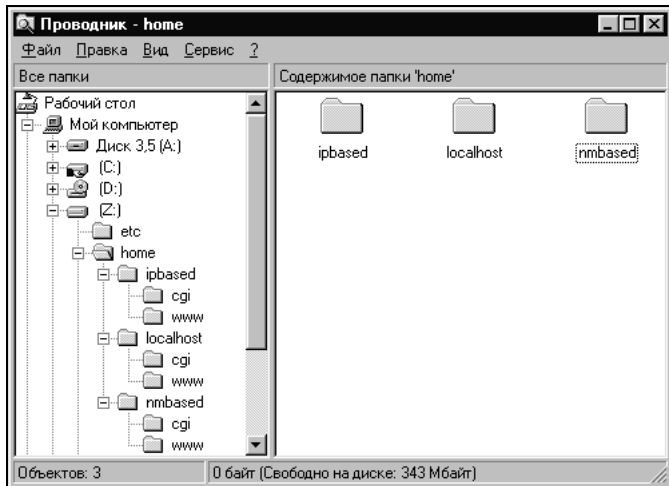 Проводник - home
Файл Правка Вид Сервис ?
Все папки
Содержимое папки 'home'
Рабочий стол
Мой компьютер
Диск 3,5 (A:)
(C:)
(D:)
(Z:)
etc
home
ipbased
cgi
www
localhost
cgi
www
nmbased
cgi
www
ipbased
localhost
nmbased
Объектов: 3
0 байт (Свободно на диске: 343 Мбайт)